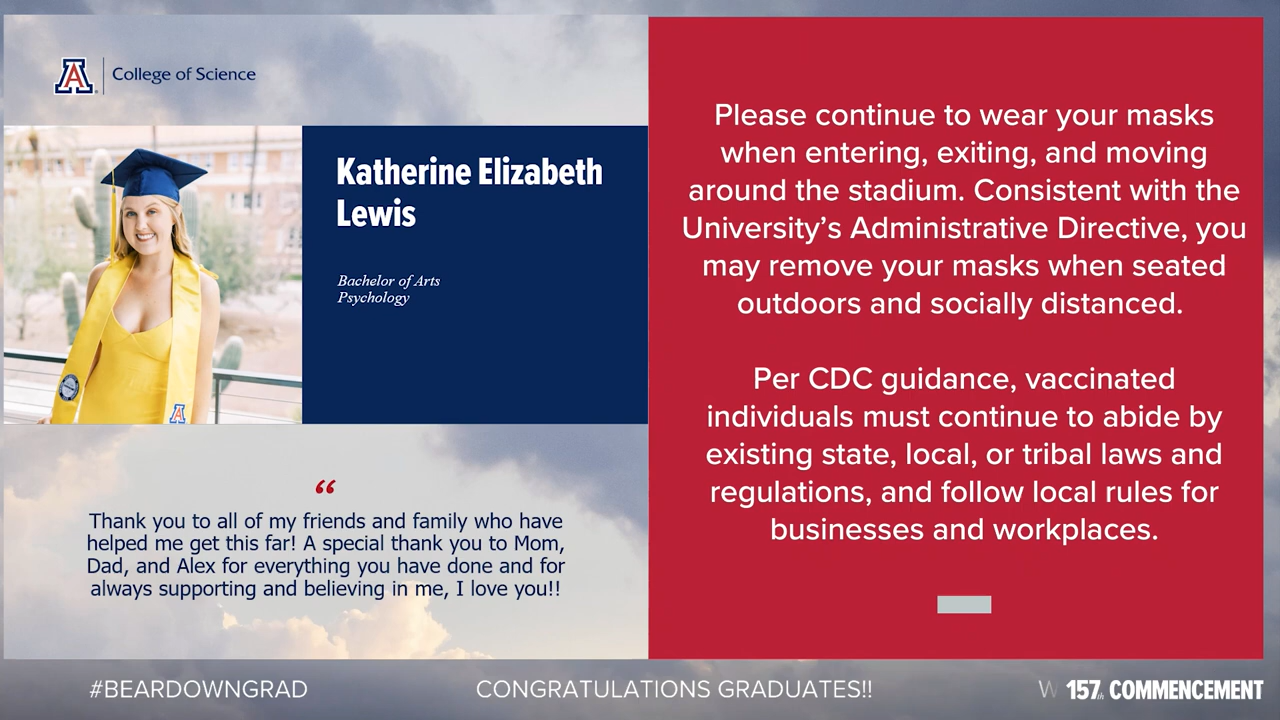 A
College of Science
Katherine Elizabeth
Lewis
Bachelor of Arts
Psychology
A
“
Thank you to all of my friends and family who have
helped me get this far! A special thank you to Mom,
Dad, and Alex for everything you have done and for
always supporting and believing in me, I love you!!
Please continue to wear your masks
when entering, exiting, and moving
around the stadium. Consistent with the
University’s Administrative Directive, you
may remove your masks when seated
outdoors and socially distanced.
Per CDC guidance, vaccinated
individuals must continue to abide by
existing state, local, or tribal laws and
regulations, and follow local rules for
businesses and workplaces.
#BEARDOWNGRAD
CONGRATULATIONS GRADUATES!!
W
157th COMMENCEMENT